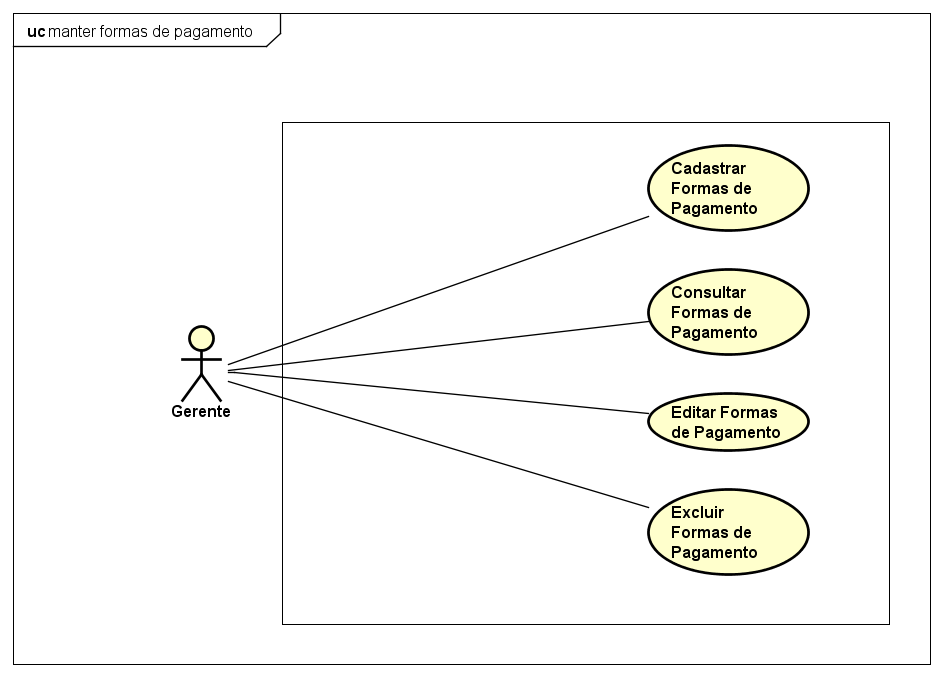 uc manter formas de pagamento
Cadastrar
Formas de
Pagamento
Consultar
Formas de
Pagamento
Gerente
Editar Formas
de Pagamento
Excluir
Formas de
Pagamento